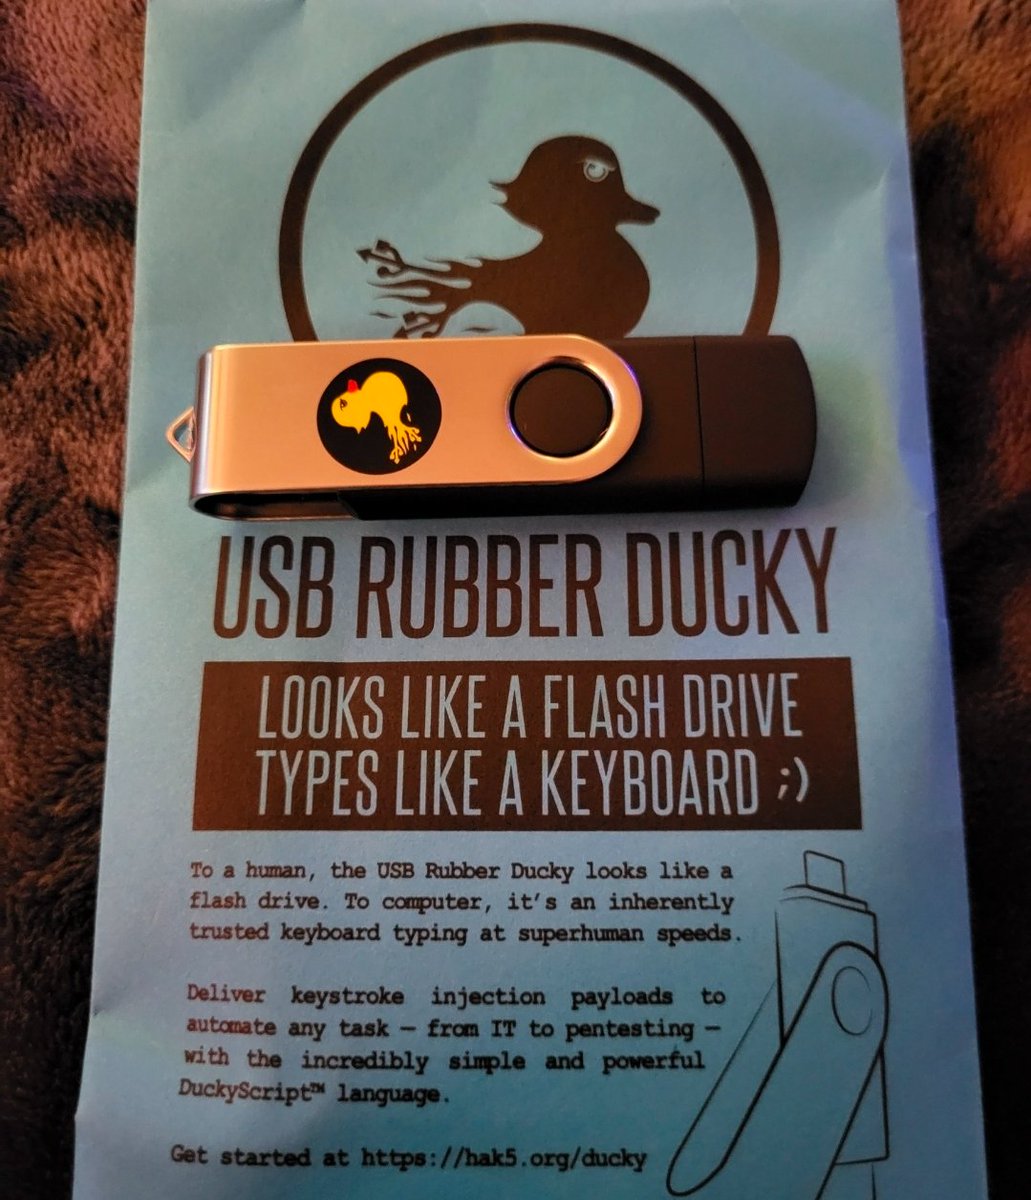 USB RUBBER DUCKY
LOOKS LIKE A FLASH DRIVE
TYPES LIKE A KEYBOARD ;)
To a human, the USB Rubber Ducky looks like a
flash drive. To computer, it's an inherently
trusted keyboard typing at superhuman speeds.
Deliver keystroke injection payloads to
automate any task — from IT to pentesting —
with the incredibly simple and powerful
DuckyScript™ language.
Get started at https://hak5.org/ducky